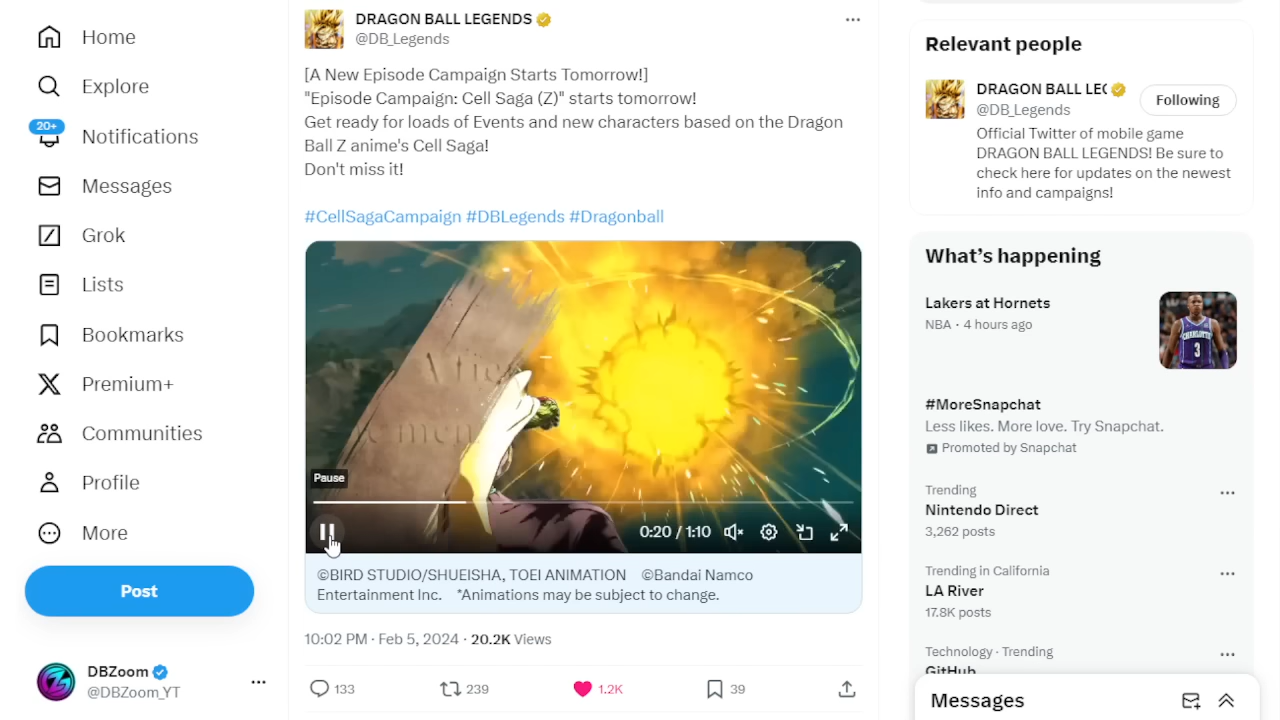 Home
Explore
20+
Notifications
Messages
Grok
Lists
Bookmarks
Premium+
Communities
Profile
More
Post
DBZoom
@DBZoom_YT
DRAGON BALL LEGENDS
@DB_Legends
[A New Episode Campaign Starts Tomorrow!]
"Episode Campaign: Cell Saga (Z)" starts tomorrow!
Get ready for loads of Events and new characters based on the Dragon
Ball Z anime's Cell Saga!
Don't miss it!
#CellSagaCampaign #DBLegends #Dragonball
After
Pause
0:20 / 1:10
©BIRD STUDIO/SHUEISHA, TOEI ANIMATION ©Bandai Namco
Entertainment Inc. *Animations may be subject to change.
10:02 PM · Feb 5, 2024 · 20.2K Views
133
239
1.2K
39
Relevant people
DRAGON BALL LEG
@DB_Legends
Following
Official Twitter of mobile game
DRAGON BALL LEGENDS! Be sure to
check here for updates on the newest
info and campaigns!
What's happening
Lakers at Hornets
NBA · 4 hours ago
CHARLOTTE
3
#MoreSnapchat
Less likes. More love. Try Snapchat.
Promoted by Snapchat
Trending
Nintendo Direct
3,262 posts
Trending in California
LA River
17.8K posts
Technology · Trending
GitHub
Messages